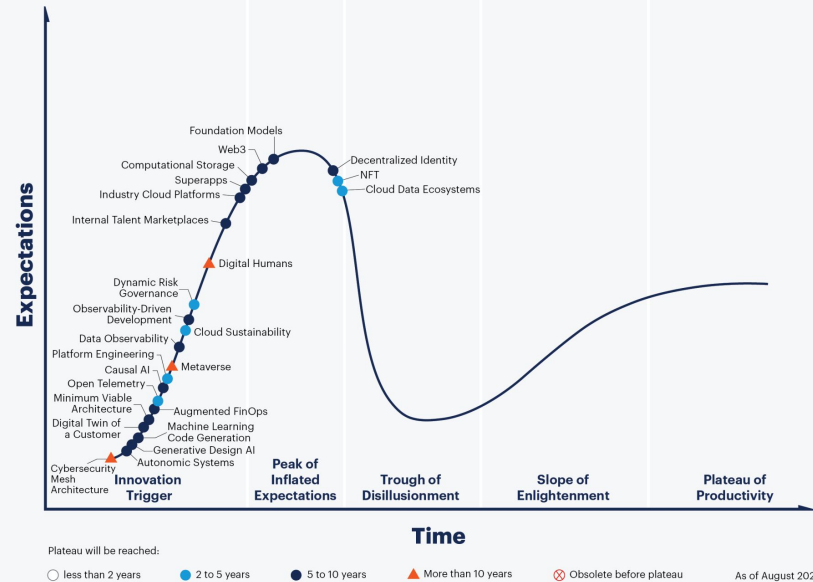 Foundation Models
Web3
Computational Storage
Superapps
Industry Cloud Platforms
Internal Talent Marketplaces
Decentralized Identity
NFT
Cloud Data Ecosystems
Digital Humans
Dynamic Risk
Governance
Observability-Driven
Development
Cloud Sustainability
Data Observability
Platform Engineering
Metaverse
Causal AI
Open Telemetry
Minimum Viable
Architecture
Augmented FinOps
Digital Twin of
a Customer
Machine Learning
Code Generation
Generative Design AI
Autonomic Systems
Cybersecurity
Mesh
Architecture
Expectations
Innovation
Trigger
Peak of
Inflated
Expectations
Trough of
Disillusionment
Slope of
Enlightenment
Plateau of
Productivity
Time
Plateau will be reached:
less than 2 years
2 to 5 years
5 to 10 years
More than 10 years
Obsolete before plateau
As of August